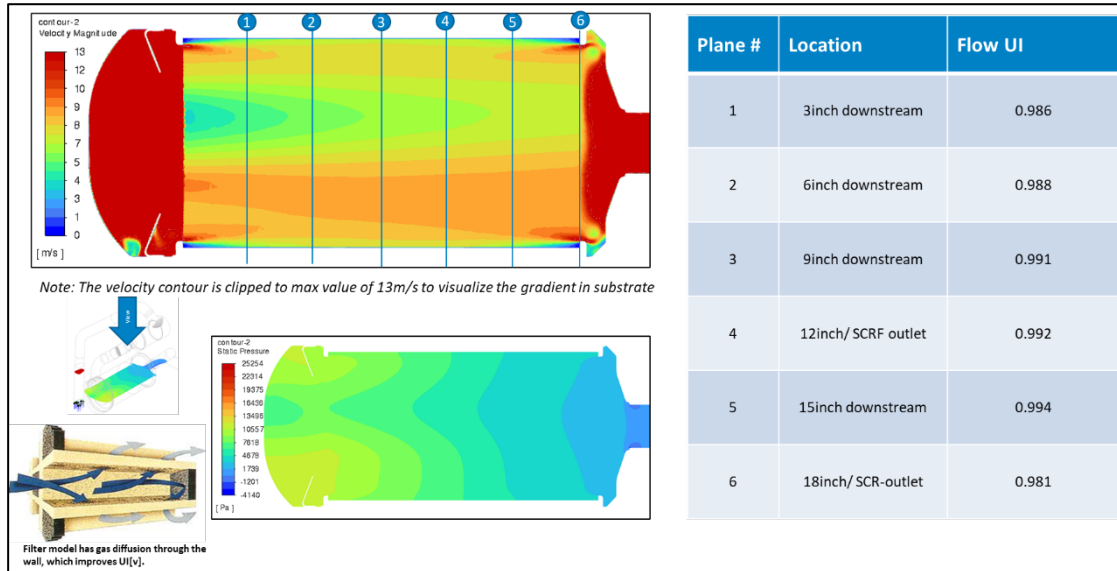 contour-2
Velocity Magnitude
13
12
10
9
8
7
5
4
3
1
0
[ m/s ]
1 2 3 4 5 6
Note: The velocity contour is clipped to max value of 13m/s to visualize the gradient in substrate
VIEW
contour-2
Static Pressure
25254
22314
19375
16436
13496
10557
7618
4678
1739
-1201
-4140
[ Pa ]
Filter model has gas diffusion through the
wall, which improves UI[v].
Plane # Location Flow UI
1 3inch downstream 0.986
2 6inch downstream 0.988
3 9inch downstream 0.991
4 12inch/ SCRF outlet 0.992
5 15inch downstream 0.994
6 18inch/ SCR-outlet 0.981